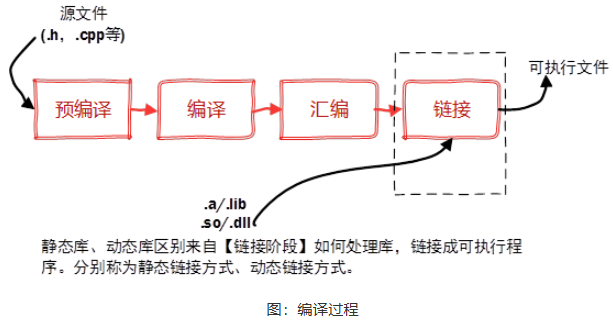 源文件
(.h，.cpp等)
可执行文件
预编译
编译
汇编
链接
.a/.lib
.so/.dll
静态库、动态库区别来自【链接阶段】如何处理库，链接成可执行程
序。分别称为静态链接方式、动态链接方式。
图：编译过程